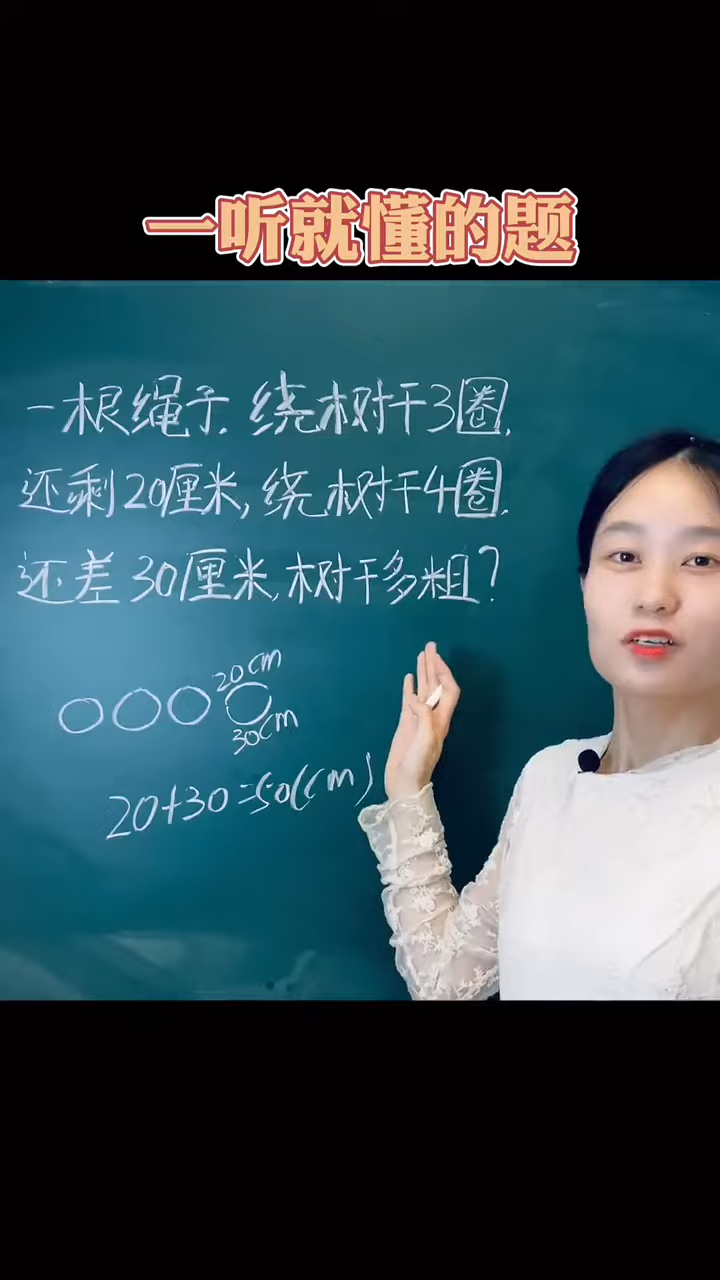 一听就懂的题
一根绳子.绕树干3圈.
还剩20厘米,绕树干4圈.
还差30厘米,树干多粗?
20cm
30cm
20+30=50(cm)